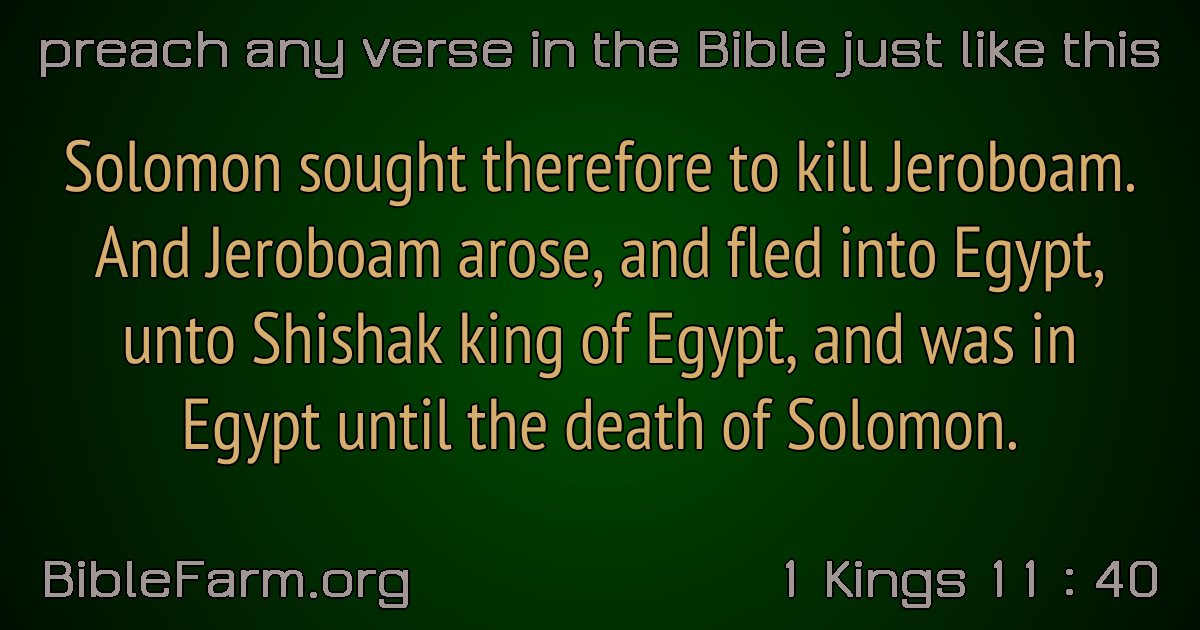 preach any verse in the Bible just like this
Solomon sought therefore to kill Jeroboam.
And Jeroboam arose, and fled into Egypt,
unto Shishak king of Egypt, and was in
Egypt until the death of Solomon.
BibleFarm.org
1 Kings 11 : 40